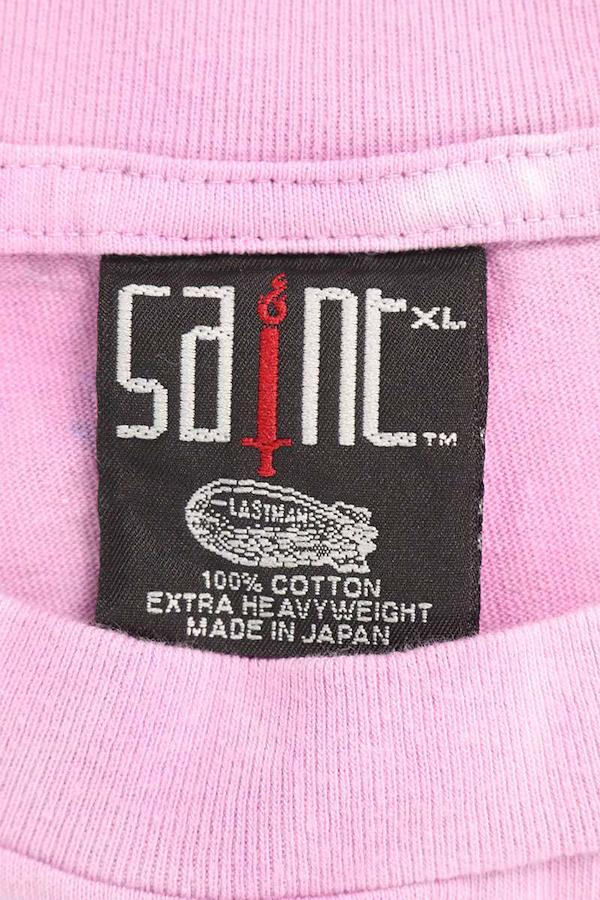 SAINT XL
TM
LASTMAN
100% COTTON
EXTRA HEAVYWEIGHT
MADE IN JAPAN